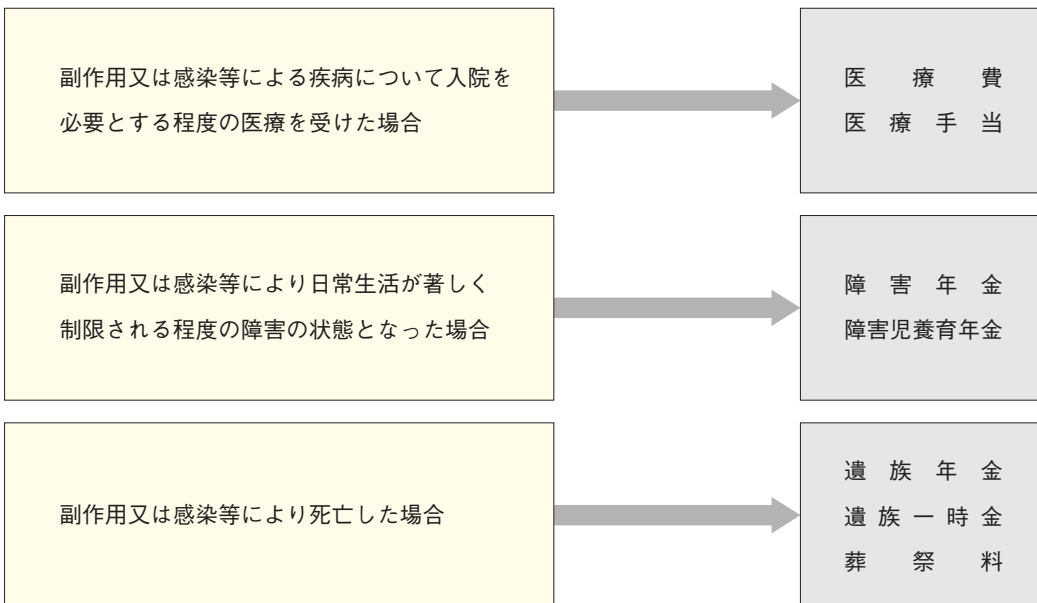 副作用又は感染等による疾病について入院を
必要とする程度の医療を受けた場合
医療費
医療手当
副作用又は感染等により日常生活が著しく
制限される程度の障害の状態となった場合
障害年金
障害児養育年金
副作用又は感染等により死亡した場合
遺族年金
遺族一時金
葬祭料